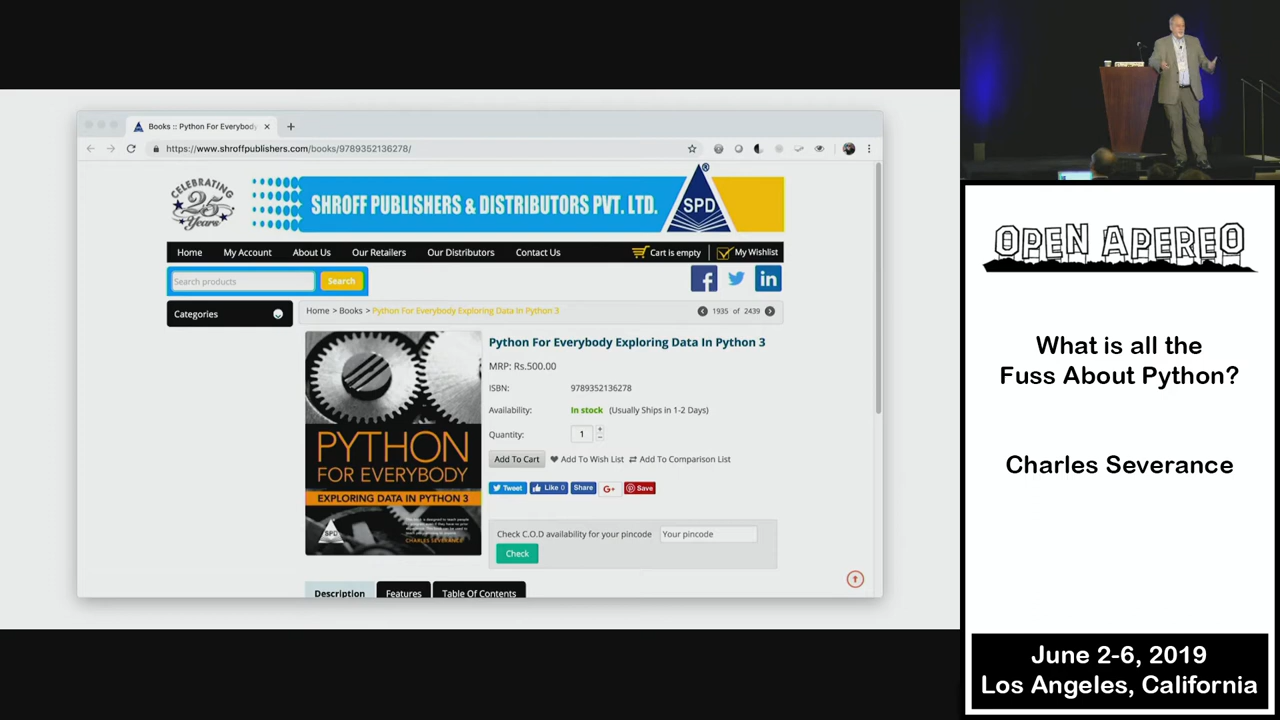 Books :: Python For Everybody
https://www.shroffpublishers.com/books/9789352136278/
CELEBRATING
25
Years
SHROFF PUBLISHERS & DISTRIBUTORS PVT. LTD.
SPD
®
Home My Account About Us Our Retailers Our Distributors Contact Us Cart is empty My Wishlist
Search products Search
Categories
Home > Books > Python For Everybody Exploring Data In Python 3
1935 of 2439
Python For Everybody Exploring Data In Python 3
MRP: Rs.500.00
ISBN: 9789352136278
Availability: In stock (Usually Ships in 1-2 Days)
Quantity: 1
Add To Cart Add To Wish List Add To Comparison List
Tweet Like 0 Share G+ Save
Check C.O.D availability for your pincode Your pincode
Check
PYTHON
FOR EVERYBODY
EXPLORING DATA IN PYTHON 3
SPD
CHARLES SEVERANCE
Description Features Table Of Contents
OPEN APEREO
What is all the
Fuss About Python?
Charles Severance
June 2-6, 2019
Los Angeles, California